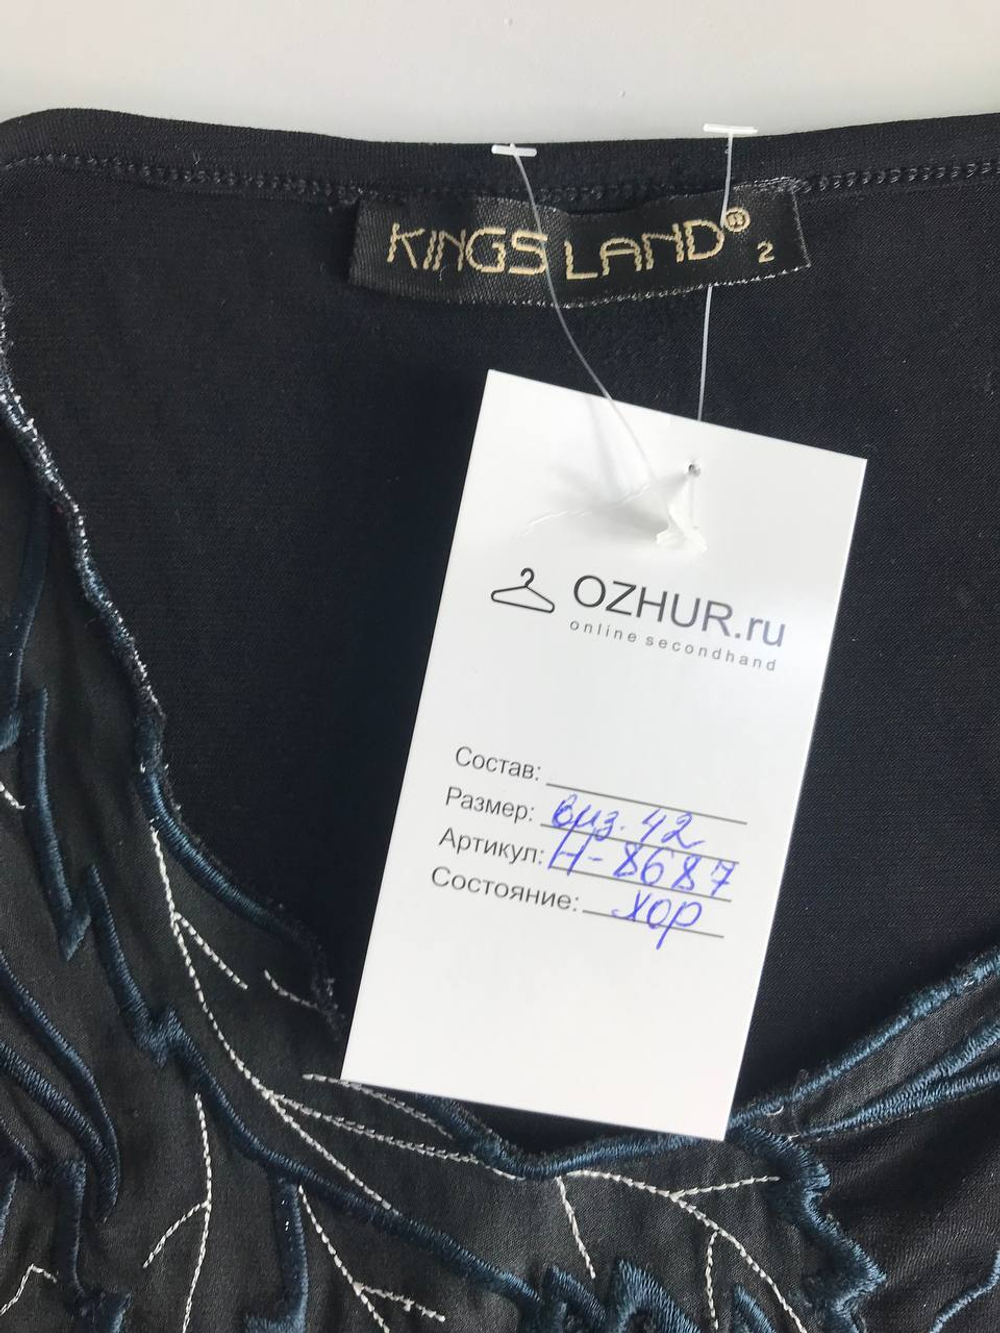 KINGS LAND® 2
OZHUR.ru
online secondhand
Состав:
Размер: виз. 42
Артикул: Н-8687
Состояние: хор